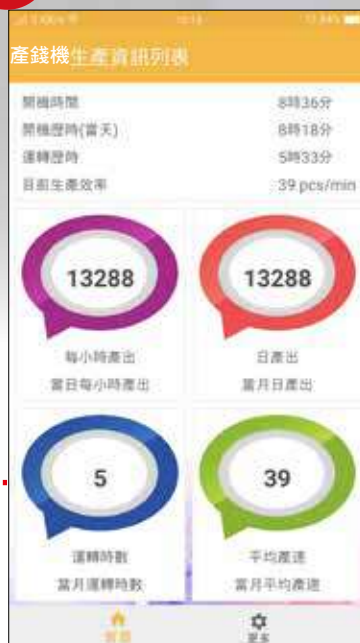 產錢機生產資訊列表
開機時間 8時36分
開機歷時(當天) 8時18分
運轉歷時 5時33分
目前生產效率 39 pcs/min
13288
13288
每小時產出
日產出
當日每小時產出
當月日產出
5
39
運轉時數
平均產速
當月運轉時數
當月平均產速
首頁
更多